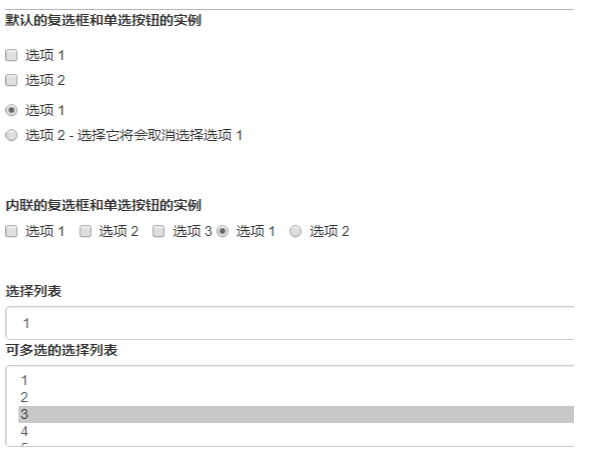 默认的复选框和单选按钮的实例
选项 1
选项 2
选项 1
选项 2 - 选择它将会取消选择选项 1
内联的复选框和单选按钮的实例
选项 1 选项 2 选项 3 选项 1 选项 2
选择列表
1
可多选的选择列表
1
2
3
4